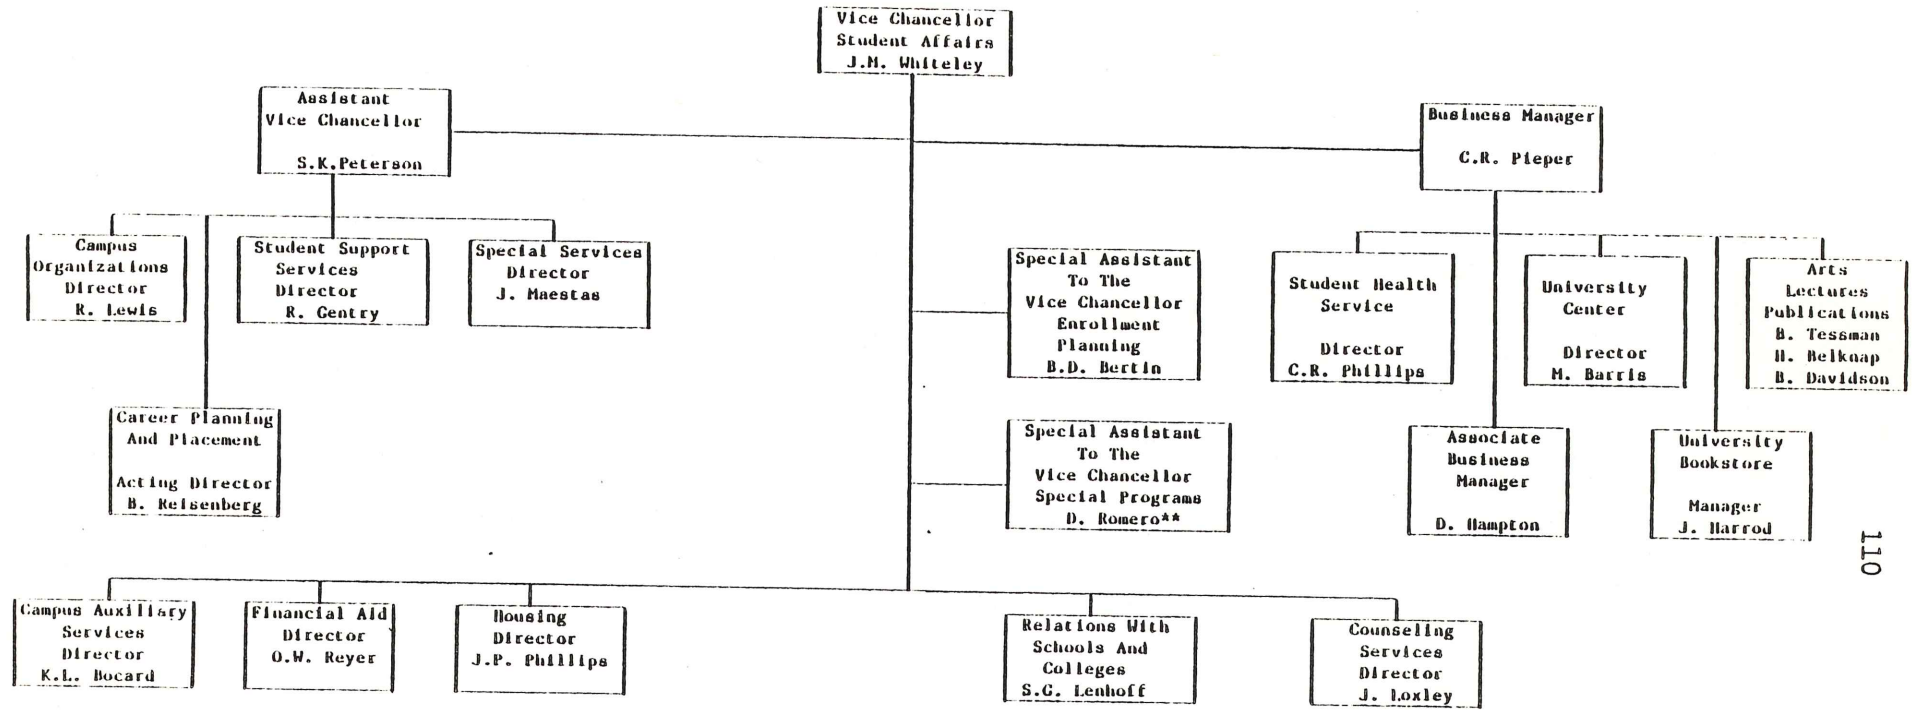 Vice Chancellor
Student Affairs
J.M. Whiteley
Assistant
Vice Chancellor
S.K.Peterson
Business Manager
C.R. Pieper
Campus
Organizations
Director
R. Lewis
Student Support
Services
Director
R. Gentry
Special Services
Director
J. Maestas
Special Assistant
To The
Vice Chancellor
Enrollment
Planning
B.D. Bertin
Student Health
Service
Director
C.R. Phillips
University
Center
Director
M. Barris
Arts
Lectures
Publications
B. Tessman
H. Belknap
B. Davidson
Career Planning
And Placement
Acting Director
B. Reisenberg
Special Assistant
To The
Vice Chancellor
Special Programs
D. Romero**
Associate
Business
Manager
D. Hampton
University
Bookstore
Manager
J. Harrod
110
Campus Auxiliary
Services
Director
K.L. Bocard
Financial Aid
Director
O.W. Reyer
Housing
Director
J.P. Phillips
Relations With
Schools And
Colleges
S.G. Lenhoff
Counseling
Services
Director
J. Loxley